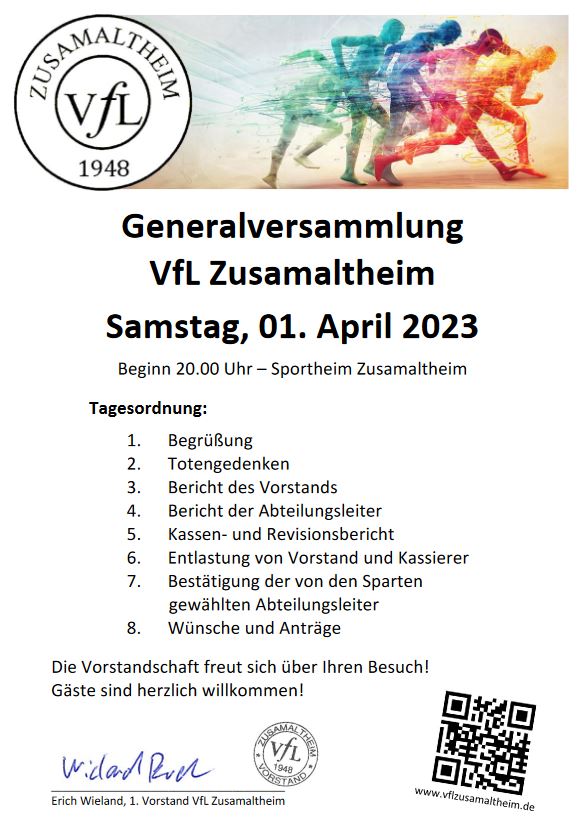 ZUSAMALTHEIM
VfL
1948
Generalversammlung
VfL Zusamaltheim
Samstag, 01. April 2023
Beginn 20.00 Uhr – Sportheim Zusamaltheim
Tagesordnung:
1. Begrüßung
2. Totengedenken
3. Bericht des Vorstands
4. Bericht der Abteilungsleiter
5. Kassen- und Revisionsbericht
6. Entlastung von Vorstand und Kassierer
7. Bestätigung der von den Sparten
gewählten Abteilungsleiter
8. Wünsche und Anträge
Die Vorstandschaft freut sich über Ihren Besuch!
Gäste sind herzlich willkommen!
ZUSAMALTHEIM
VfL
1948
VORSTAND
Erich Wieland, 1. Vorstand VfL Zusamaltheim
www.vflzusamaltheim.de